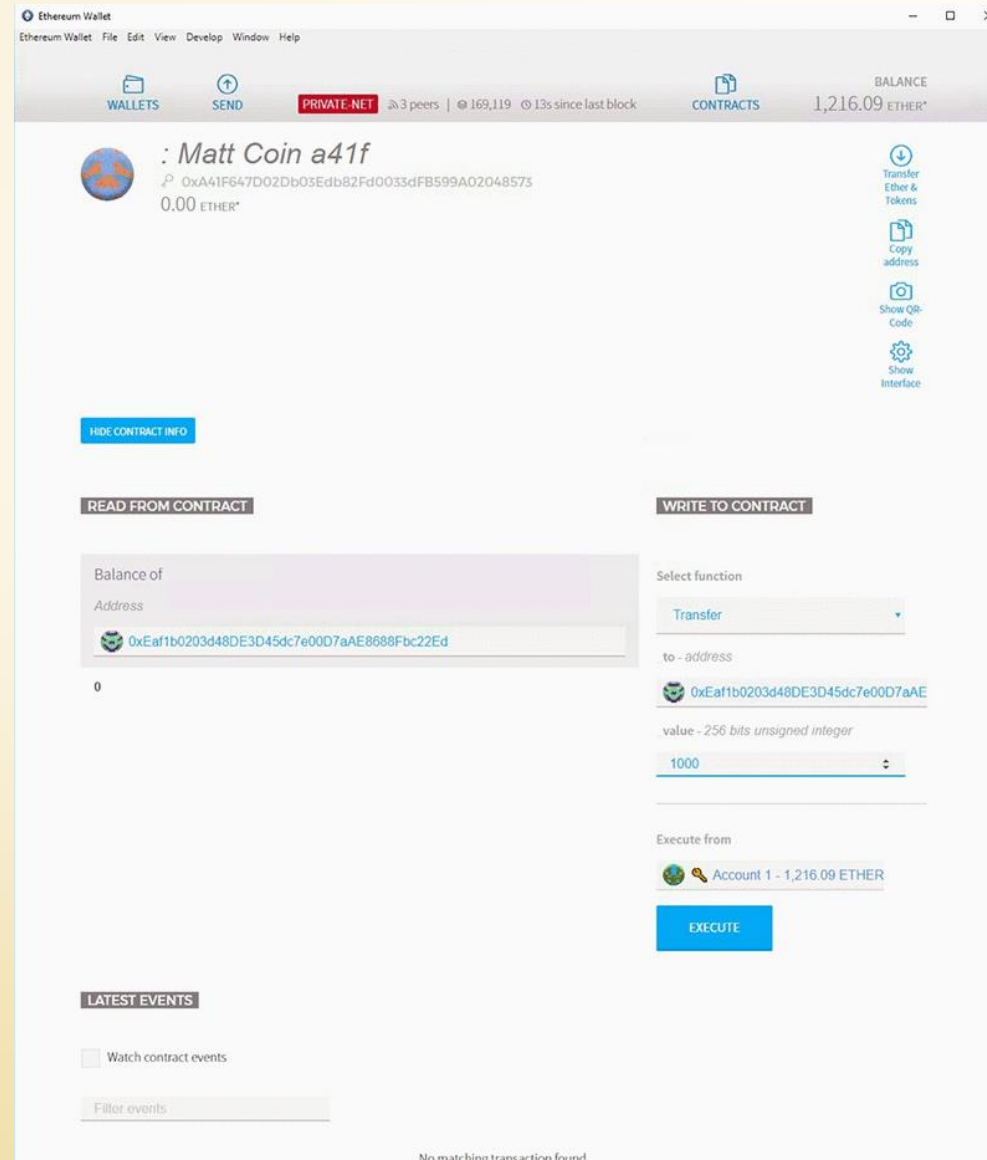 Ethereum Wallet
Ethereum Wallet File Edit View Develop Window Help
WALLETS
SEND
PRIVATE-NET
3 peers | 169,119 13s since last block
CONTRACTS
BALANCE
1,216.09 ETHER*
: Matt Coin a41f
0xA41F647D02Db03Edb82Fd0033dFB599A02048573
0.00 ETHER*
Transfer
Ether &
Tokens
Copy
address
Show QR-
Code
Show
Interface
HIDE CONTRACT INFO
READ FROM CONTRACT
Balance of
Address
0xEaf1b0203d48DE3D45dc7e00D7aAE8688Fbc22Ed
0
WRITE TO CONTRACT
Select function
Transfer
to - address
0xEaf1b0203d48DE3D45dc7e00D7aAE
value - 256 bits unsigned integer
1000
Execute from
Account 1 - 1,216.09 ETHER
EXECUTE
LATEST EVENTS
Watch contract events
Filter events
No matching transaction found.